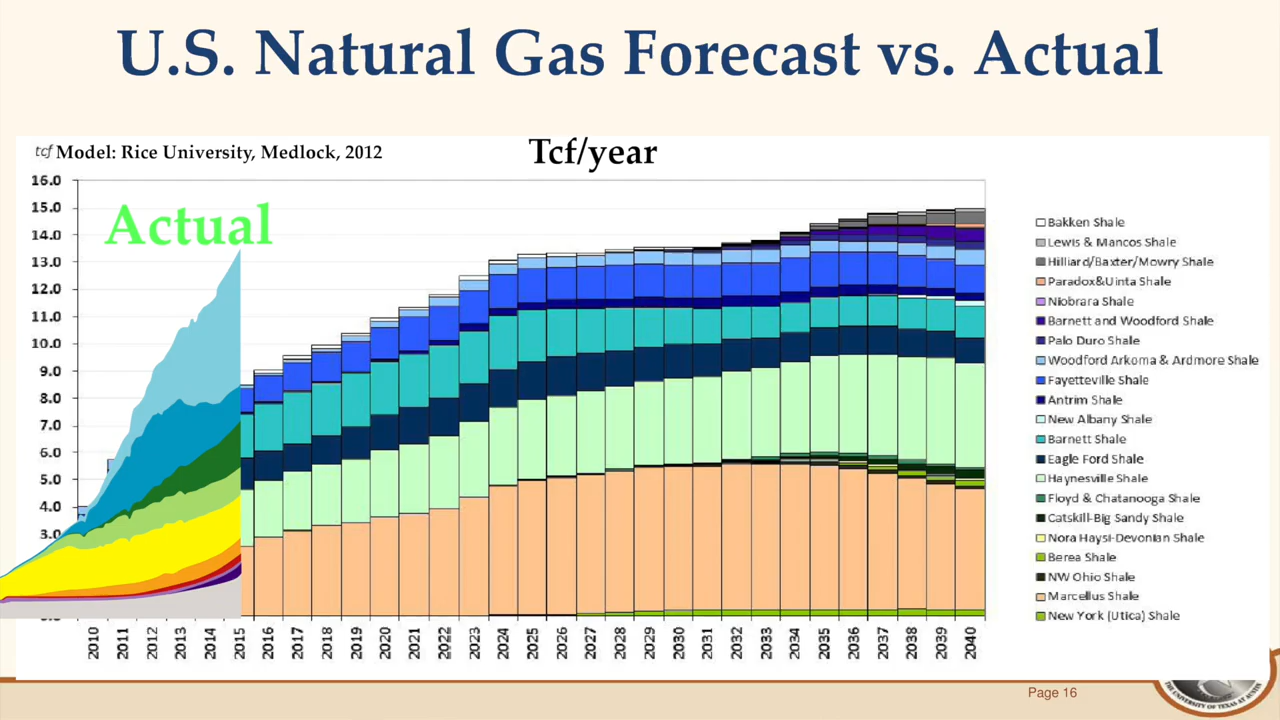 U.S. Natural Gas Forecast vs. Actual
tcf Model: Rice University, Medlock, 2012
Tcf/year
Actual
16.0
15.0
14.0
13.0
12.0
11.0
10.0
9.0
8.0
7.0
6.0
5.0
4.0
3.0
2010 2011 2012 2013 2014 2015 2016 2017 2018 2019 2020 2021 2022 2023 2024 2025 2026 2027 2028 2029 2030 2031 2032 2033 2034 2035 2036 2037 2038 2039 2040
Bakken Shale
Lewis & Mancos Shale
Hilliard/Baxter/Mowry Shale
Paradox&Uinta Shale
Niobrara Shale
Barnett and Woodford Shale
Palo Duro Shale
Woodford Arkoma & Ardmore Shale
Fayetteville Shale
Antrim Shale
New Albany Shale
Barnett Shale
Eagle Ford Shale
Haynesville Shale
Floyd & Chatanooga Shale
Catskill-Big Sandy Shale
Nora Haysi-Devonian Shale
Berea Shale
NW Ohio Shale
Marcellus Shale
New York (Utica) Shale
Page 16
THE UNIVERSITY OF TEXAS AT AUSTIN